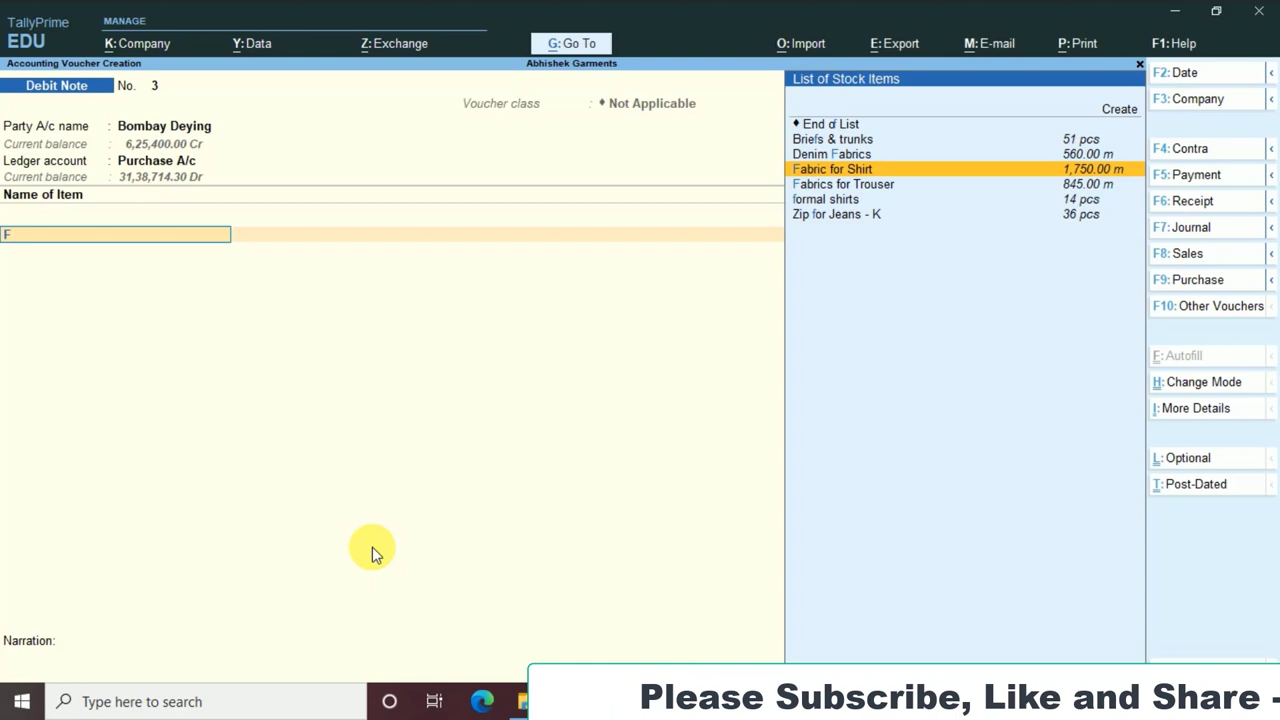 TallyPrime
EDU
MANAGE
K: Company
Y: Data
Z: Exchange
G: Go To
O: Import
E: Export
M: E-mail
P: Print
F1: Help
Accounting Voucher Creation
Abhishek Garments
Debit Note No. 3
Voucher class : ♦ Not Applicable
Party A/c name : Bombay Deying
Current balance : 6,25,400.00 Cr
Ledger account : Purchase A/c
Current balance : 31,38,714.30 Dr
Name of Item
F
Narration:
List of Stock Items
Create
♦ End of List
Briefs & trunks 51 pcs
Denim Fabrics 560.00 m
Fabric for Shirt 1,750.00 m
Fabrics for Trouser 845.00 m
formal shirts 14 pcs
Zip for Jeans - K 36 pcs
F2: Date
F3: Company
F4: Contra
F5: Payment
F6: Receipt
F7: Journal
F8: Sales
F9: Purchase
F10: Other Vouchers
F: Autofill
H: Change Mode
I: More Details
L: Optional
T: Post-Dated
Type here to search
Please Subscribe, Like and Share -